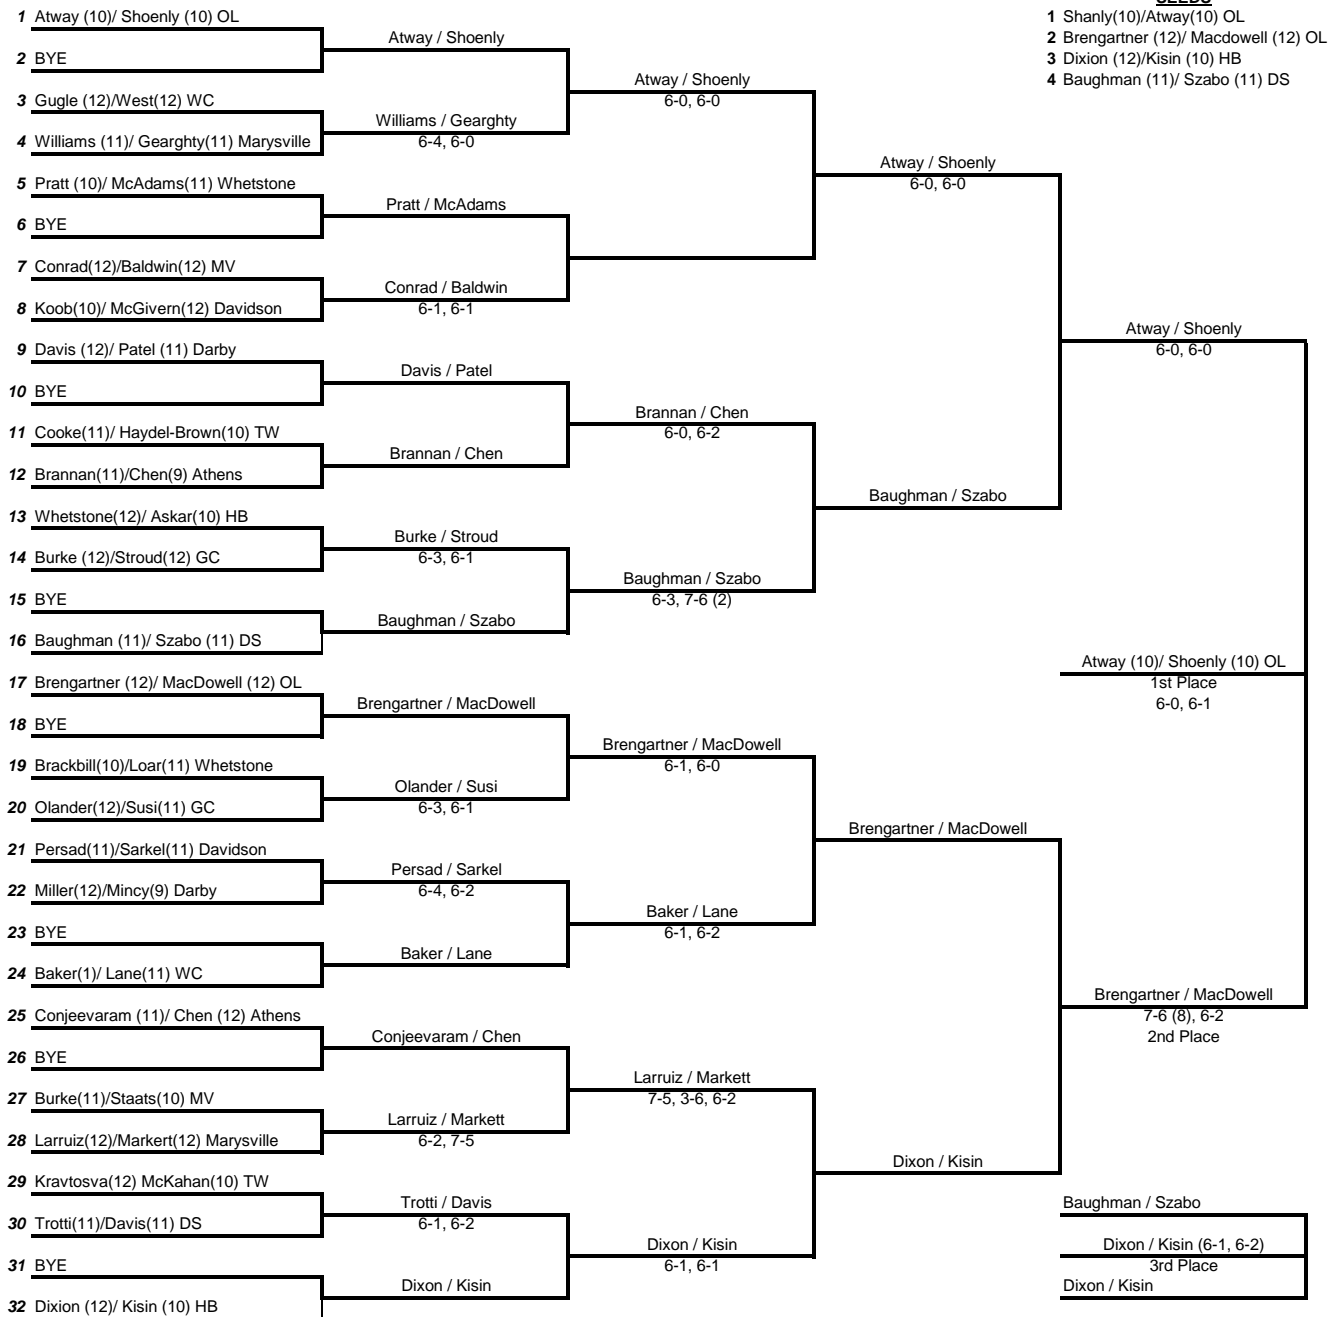 SEEDS
1 Shanly(10)/Atway(10) OL
2 Brengartner (12)/ Macdowell (12) OL
3 Dixion (12)/Kisin (10) HB
4 Baughman (11)/ Szabo (11) DS
1 Atway (10)/ Shoenly (10) OL
2 BYE
3 Gugle (12)/West(12) WC
4 Williams (11)/ Gearghty(11) Marysville
5 Pratt (10)/ McAdams(11) Whetstone
6 BYE
7 Conrad(12)/Baldwin(12) MV
8 Koob(10)/ McGivern(12) Davidson
9 Davis (12)/ Patel (11) Darby
10 BYE
11 Cooke(11)/ Haydel-Brown(10) TW
12 Brannan(11)/Chen(9) Athens
13 Whetstone(12)/ Askar(10) HB
14 Burke (12)/Stroud(12) GC
15 BYE
16 Baughman (11)/ Szabo (11) DS
17 Brengartner (12)/ MacDowell (12) OL
18 BYE
19 Brackbill(10)/Loar(11) Whetstone
20 Olander(12)/Susi(11) GC
21 Persad(11)/Sarkel(11) Davidson
22 Miller(12)/Mincy(9) Darby
23 BYE
24 Baker(1)/ Lane(11) WC
25 Conjeevaram (11)/ Chen (12) Athens
26 BYE
27 Burke(11)/Staats(10) MV
28 Larruiz(12)/Markert(12) Marysville
29 Kravtosva(12) McKahan(10) TW
30 Trotti(11)/Davis(11) DS
31 BYE
32 Dixion (12)/ Kisin (10) HB
Atway / Shoenly
Williams / Gearghty
6-4, 6-0
Pratt / McAdams
Conrad / Baldwin
6-1, 6-1
Davis / Patel
Brannan / Chen
Burke / Stroud
6-3, 6-1
Baughman / Szabo
Brengartner / MacDowell
Olander / Susi
6-3, 6-1
Persad / Sarkel
6-4, 6-2
Baker / Lane
Conjeevaram / Chen
Larruiz / Markett
6-2, 7-5
Trotti / Davis
6-1, 6-2
Dixon / Kisin
Atway / Shoenly
6-0, 6-0
Brannan / Chen
6-0, 6-2
Baughman / Szabo
6-3, 7-6 (2)
Brengartner / MacDowell
6-1, 6-0
Baker / Lane
6-1, 6-2
Larruiz / Markett
7-5, 3-6, 6-2
Dixon / Kisin
6-1, 6-1
Atway / Shoenly
6-0, 6-0
Baughman / Szabo
Brengartner / MacDowell
Dixon / Kisin
Atway / Shoenly
6-0, 6-0
Atway (10)/ Shoenly (10) OL
1st Place
6-0, 6-1
Brengartner / MacDowell
7-6 (8), 6-2
2nd Place
Baughman / Szabo
Dixon / Kisin (6-1, 6-2)
3rd Place
Dixon / Kisin